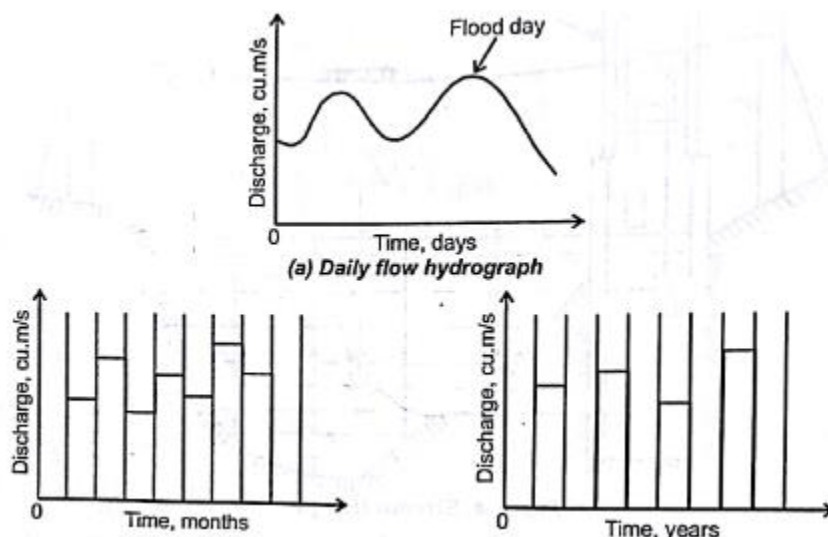 Flood day
Discharge, cu.m/s
0
Time, days
(a) Daily flow hydrograph
Discharge, cu.m/s
0
Time, months
Discharge, cu.m/s
0
Time, years